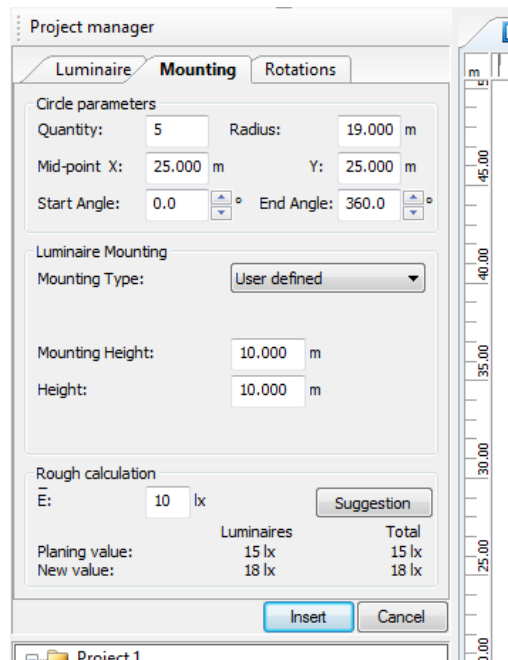 Project manager
Luminaire Mounting Rotations
Circle parameters
Quantity: 5 Radius: 19.000 m
Mid-point X: 25.000 m Y: 25.000 m
Start Angle: 0.0 ° End Angle: 360.0 °
Luminaire Mounting
Mounting Type: User defined
Mounting Height: 10.000 m
Height: 10.000 m
Rough calculation
E̅: 10 lx Suggestion
Luminaires Total
Planing value: 15 lx 15 lx
New value: 18 lx 18 lx
Insert Cancel
Project 1
m
45.00
40.00
35.00
30.00
25.00